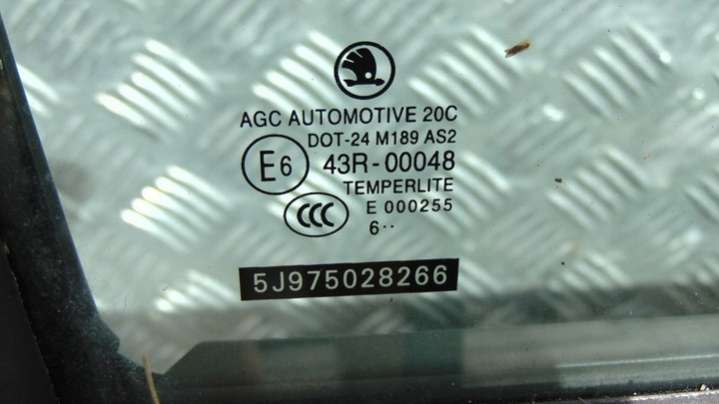 AGC AUTOMOTIVE 20C
DOT-24 M189 AS2
E6 43R-00048
TEMPERLITE
CCC E 000255
6··
5J975028266